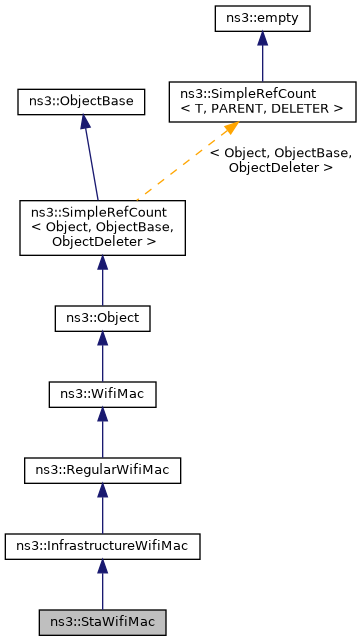 ns3::empty
ns3::SimpleRefCount
< T, PARENT, DELETER >
ns3::ObjectBase
< Object, ObjectBase,
ObjectDeleter >
ns3::SimpleRefCount
< Object, ObjectBase,
ObjectDeleter >
ns3::Object
ns3::WifiMac
ns3::RegularWifiMac
ns3::InfrastructureWifiMac
ns3::StaWifiMac